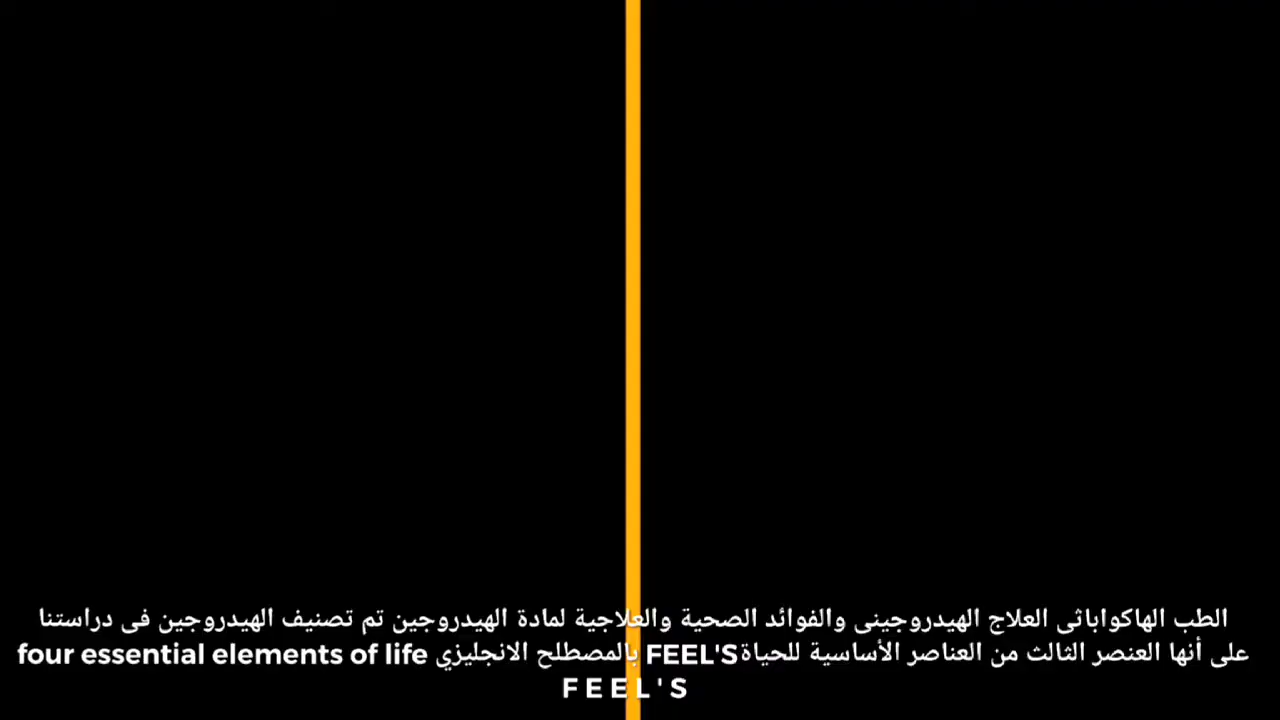 الطب الهاكواباثى العلاج الهيدروجينى والفوائد الصحية والعلاجية لمادة الهيدروجين تم تصنيف الهيدروجين فى دراستنا
على أنها العنصر الثالث من العناصر الأساسية للحياة FEEL'S بالمصطلح الانجليزي four essential elements of life
F E E L ' S